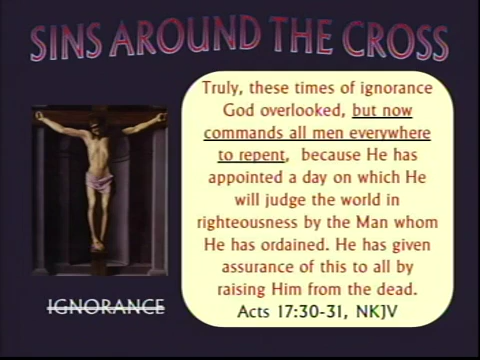 SINS AROUND THE CROSS
Truly, these times of ignorance
God overlooked, but now
commands all men everywhere
to repent, because He has
appointed a day on which He
will judge the world in
righteousness by the Man whom
He has ordained. He has given
assurance of this to all by
raising Him from the dead.
Acts 17:30-31, NKJV
IGNORANCE